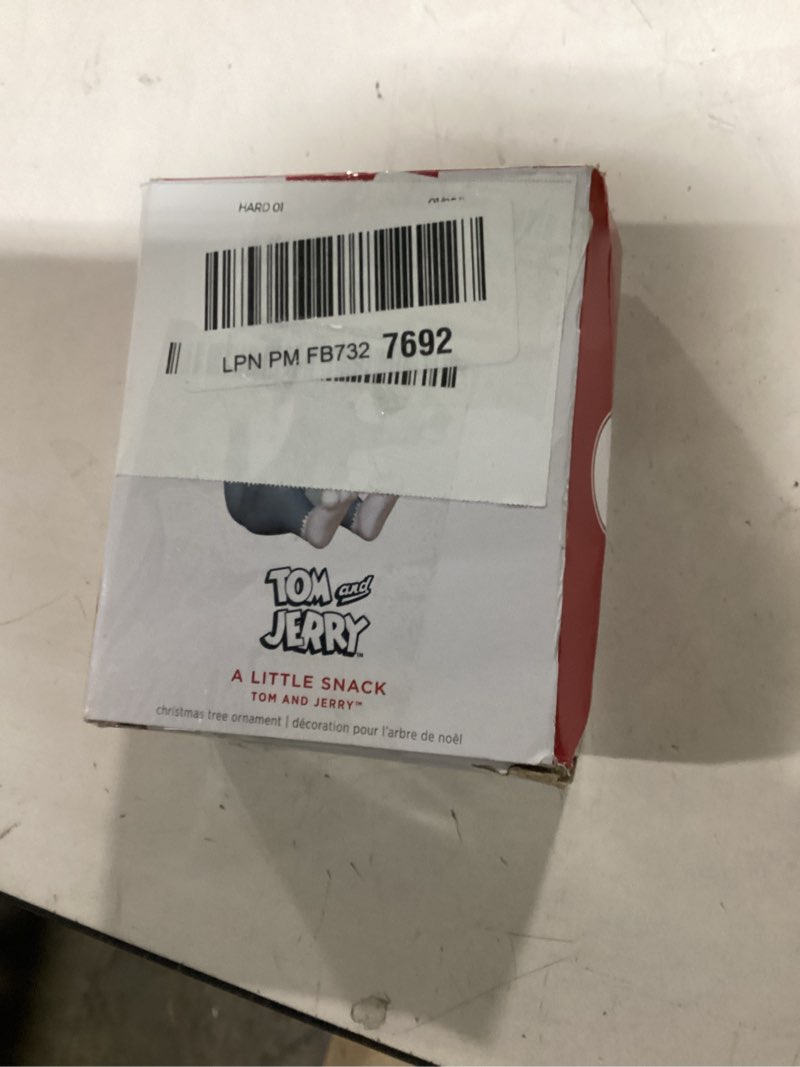 HARD 01
LPN PM FB732 7692
TOM and
JERRY™
A LITTLE SNACK
TOM AND JERRY™
christmas tree ornament | décoration pour l'arbre de noël